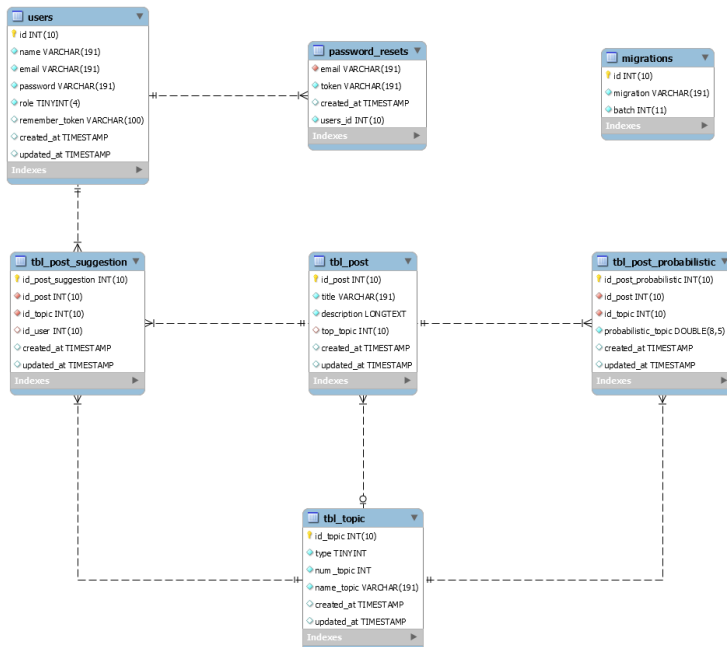 users
id INT(10)
name VARCHAR(191)
email VARCHAR(191)
password VARCHAR(191)
role TINYINT(4)
remember_token VARCHAR(100)
created_at TIMESTAMP
updated_at TIMESTAMP
Indexes
password_resets
email VARCHAR(191)
token VARCHAR(191)
created_at TIMESTAMP
users_id INT(10)
Indexes
migrations
id INT(10)
migration VARCHAR(191)
batch INT(11)
Indexes
tbl_post_suggestion
id_post_suggestion INT(10)
id_post INT(10)
id_topic INT(10)
id_user INT(10)
created_at TIMESTAMP
updated_at TIMESTAMP
Indexes
tbl_post
id_post INT(10)
title VARCHAR(191)
description LONGTEXT
top_topic INT(10)
created_at TIMESTAMP
updated_at TIMESTAMP
Indexes
tbl_post_probabilistic
id_post_probabilistic INT(10)
id_post INT(10)
id_topic INT(10)
probabilistic_topic DOUBLE(8,5)
created_at TIMESTAMP
updated_at TIMESTAMP
Indexes
tbl_topic
id_topic INT(10)
type TINYINT
num_topic INT
name_topic VARCHAR(191)
created_at TIMESTAMP
updated_at TIMESTAMP
Indexes